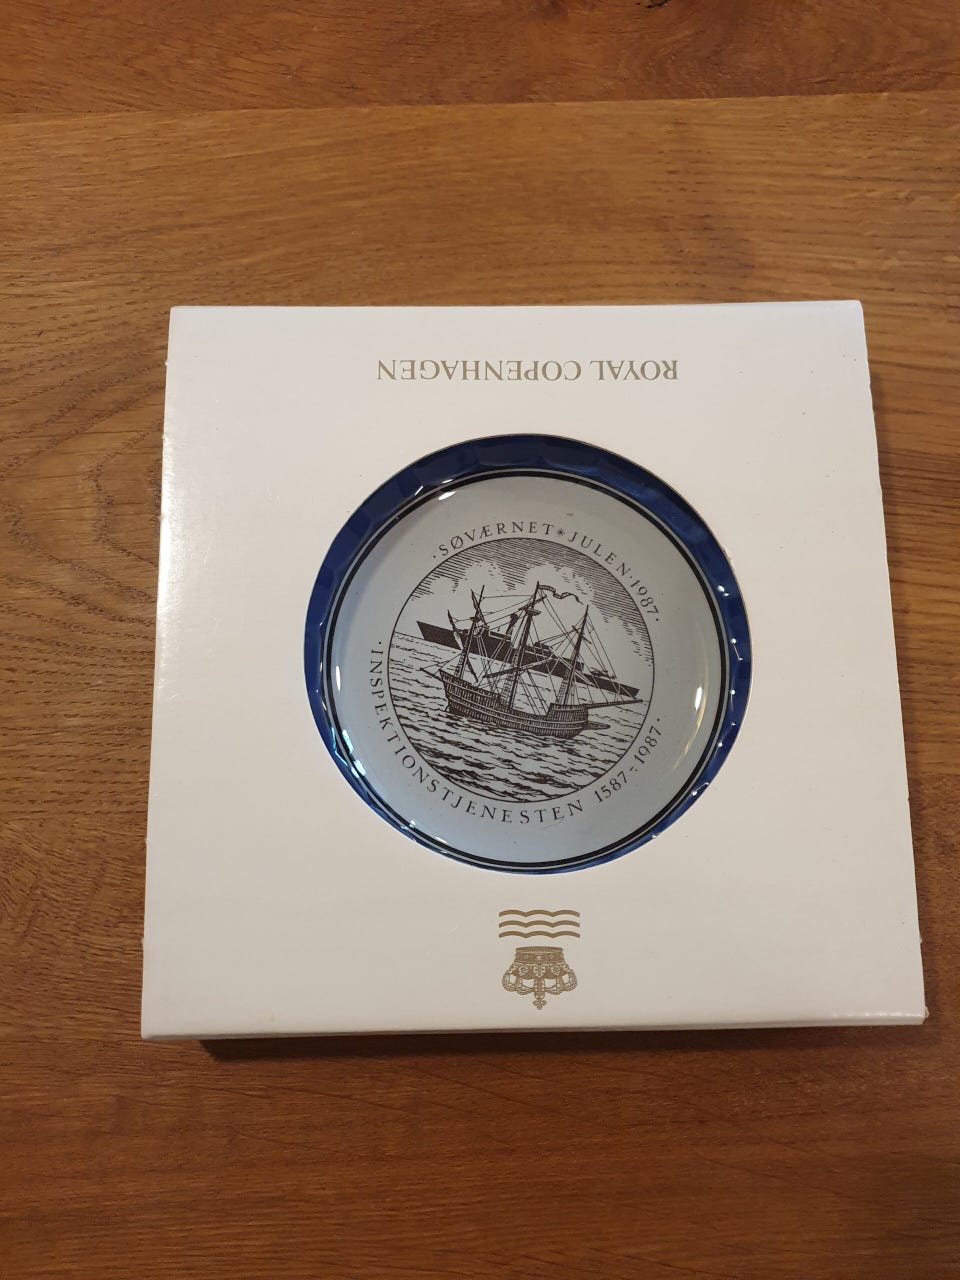 ROYAL COPENHAGEN
·SØVÆRNET*JULEN·1987·
·INSPEKTIONSTJENESTEN 1587-1987·